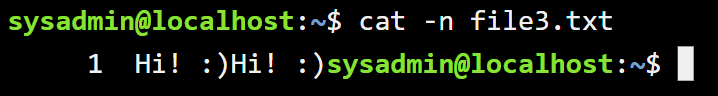 sysadmin@localhost:~$ cat -n file3.txt
     1  Hi! :)Hi! :)sysadmin@localhost:~$